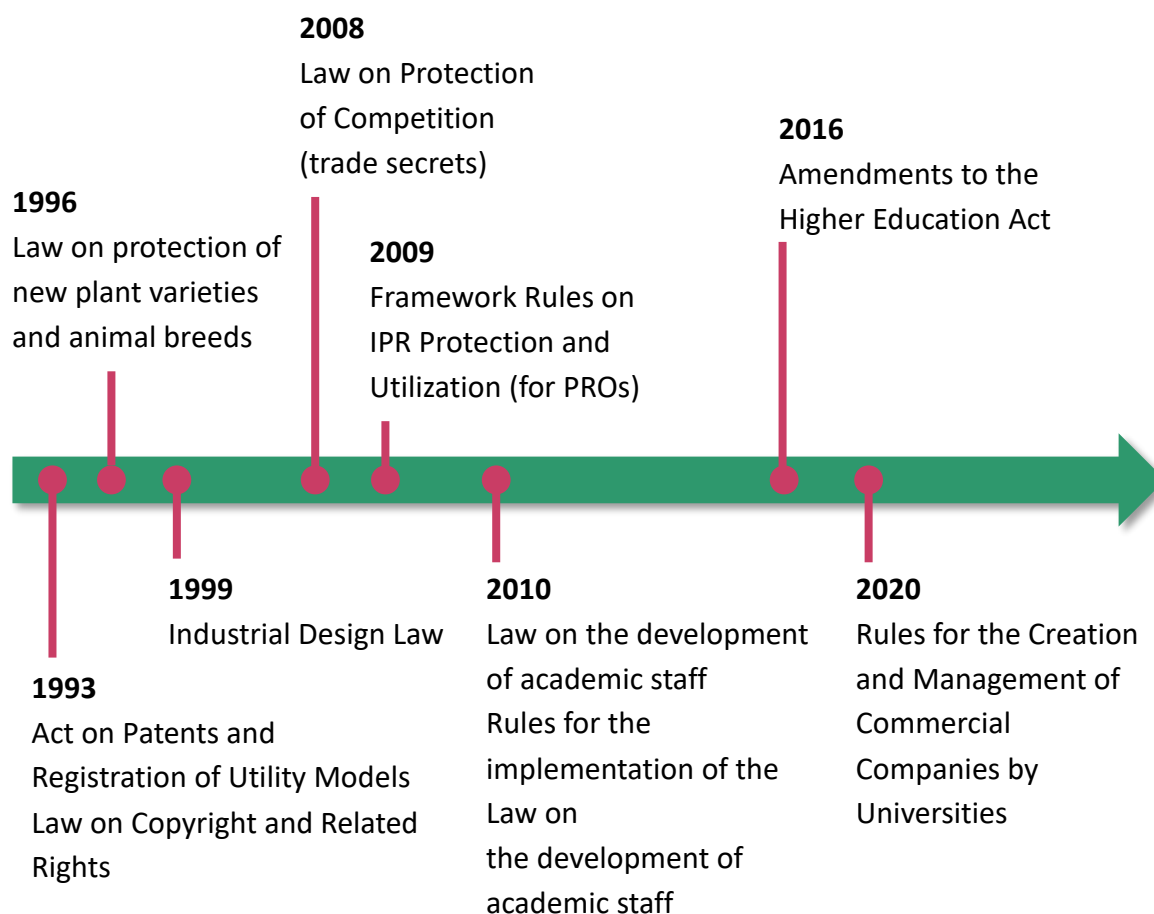 2008
Law on Protection
of Competition
(trade secrets)
2016
Amendments to the
Higher Education Act
1996
Law on protection of
new plant varieties
and animal breeds
2009
Framework Rules on
IPR Protection and
Utilization (for PROs)
1999
Industrial Design Law
2010
Law on the development
of academic staff
Rules for the
implementation of the
Law on
the development of
academic staff
2020
Rules for the Creation
and Management of
Commercial
Companies by
Universities
1993
Act on Patents and
Registration of Utility Models
Law on Copyright and Related
Rights